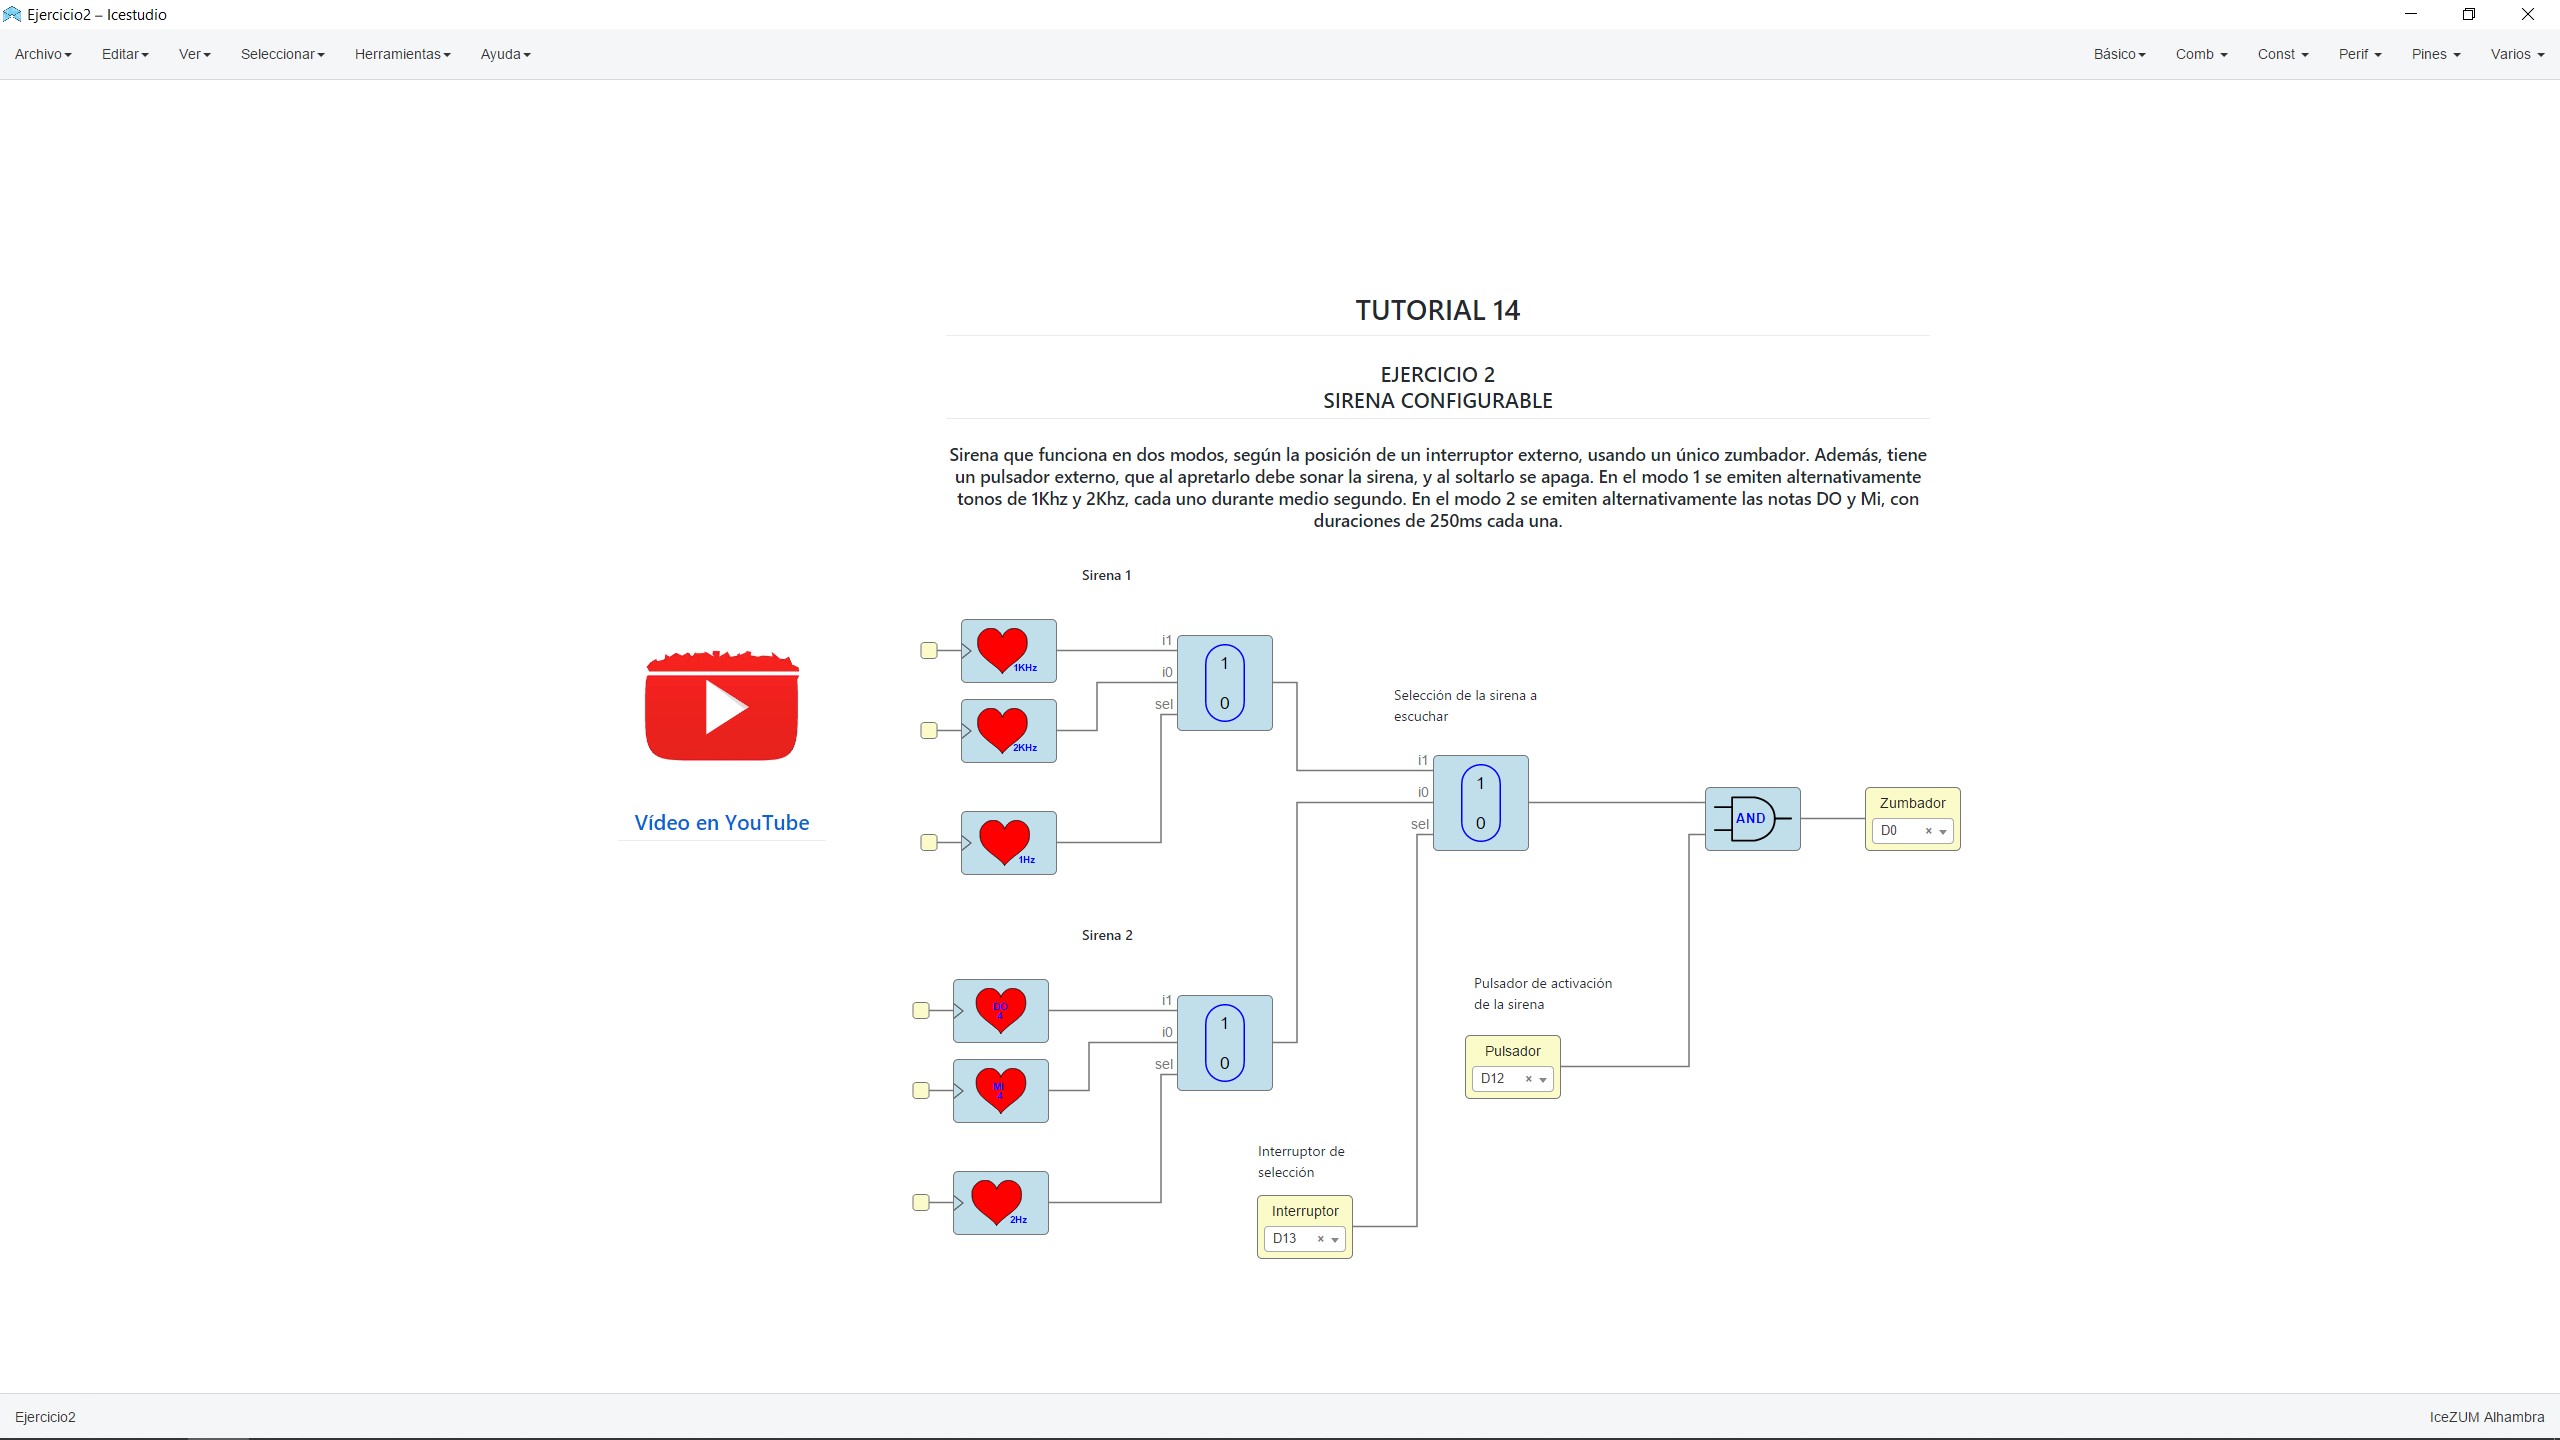 Ejercicio2 – Icestudio
Archivo Editar Ver Seleccionar Herramientas Ayuda Básico Comb Const Perif Pines Varios
TUTORIAL 14
EJERCICIO 2
SIRENA CONFIGURABLE
Sirena que funciona en dos modos, según la posición de un interruptor externo, usando un único zumbador. Además, tiene
un pulsador externo, que al apretarlo debe sonar la sirena, y al soltarlo se apaga. En el modo 1 se emiten alternativamente
tonos de 1Khz y 2Khz, cada uno durante medio segundo. En el modo 2 se emiten alternativamente las notas DO y Mi, con
duraciones de 250ms cada una.
Sirena 1
1KHz
2KHz
1Hz
i1
i0
sel
1
0
Vídeo en YouTube
Selección de la sirena a
escuchar
i1
i0
sel
1
0
AND
Zumbador
D0
Sirena 2
DO
4
MI
4
2Hz
i1
i0
sel
1
0
Pulsador de activación
de la sirena
Pulsador
D12
Interruptor de
selección
Interruptor
D13
Ejercicio2
IceZUM Alhambra